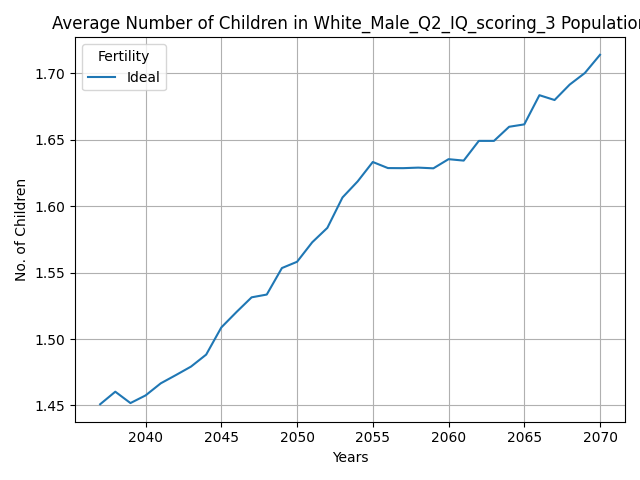 Average Number of Children in White_Male_Q2_IQ_scoring_3 Population
Fertility
Ideal
No. of Children
1.70
1.65
1.60
1.55
1.50
1.45
2040 2045 2050 2055 2060 2065 2070
Years